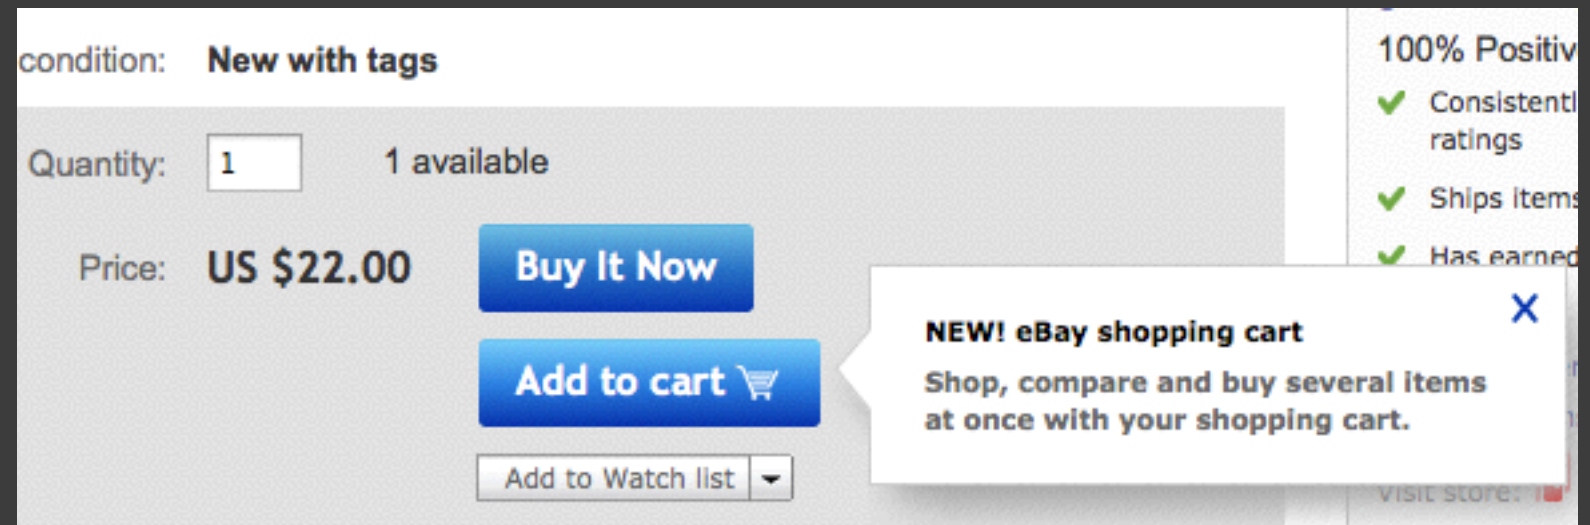 condition: New with tags
Quantity: 1 1 available
Price: US $22.00 Buy It Now
Add to cart
Add to Watch list
100% Positiv
Consistentl
ratings
Ships items
Has earned
NEW! eBay shopping cart
Shop, compare and buy several items
at once with your shopping cart.
Visit store: